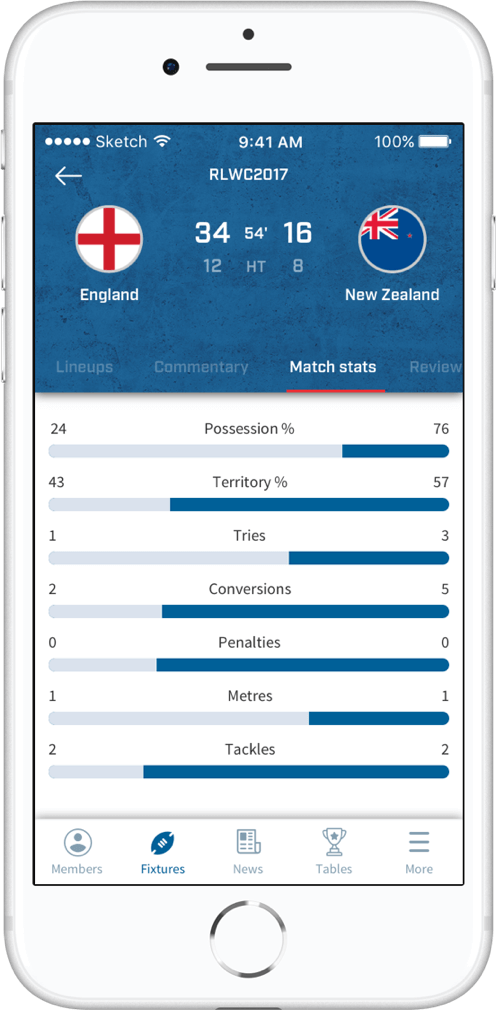 Sketch 9:41 AM 100%
RLWC2017
34 54' 16
12 HT 8
England New Zealand
Lineups Commentary Match stats Review
24 Possession % 76
43 Territory % 57
1 Tries 3
2 Conversions 5
0 Penalties 0
1 Metres 1
2 Tackles 2
Members Fixtures News Tables More